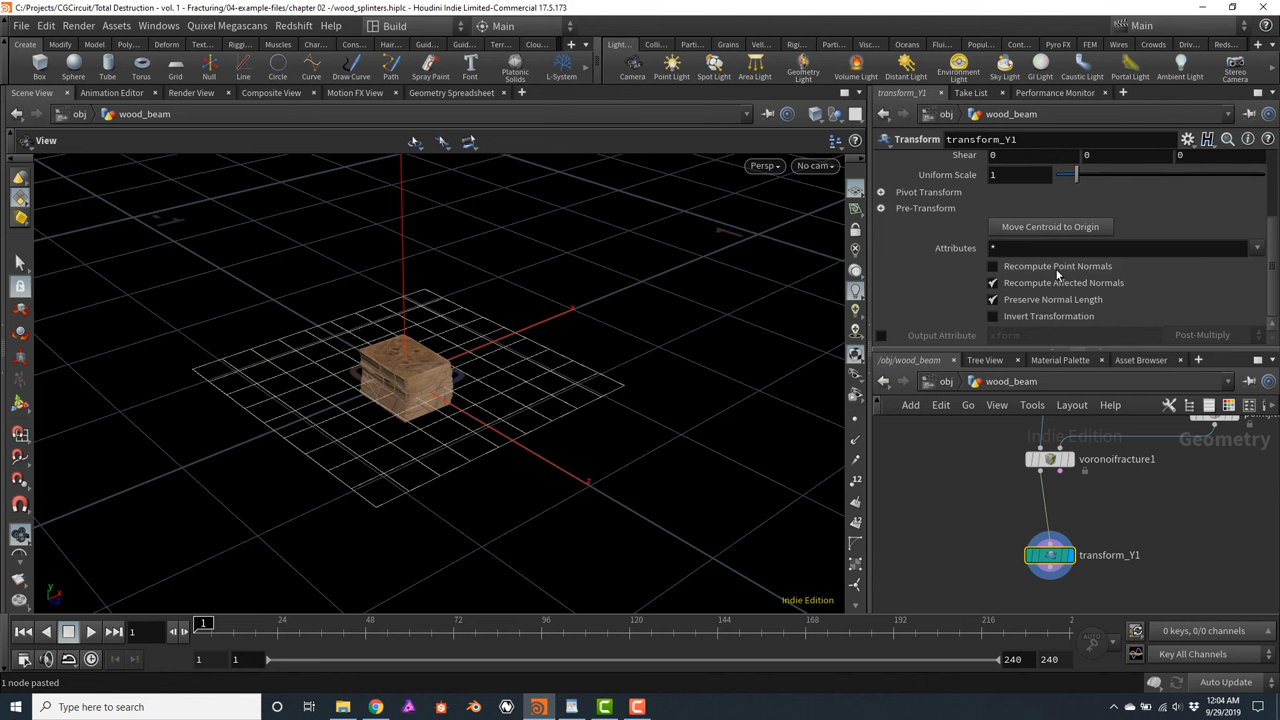 C:/Projects/CGCircuit/Total Destruction - vol. 1 - Fracturing/04-example-files/chapter 02 -/wood_splinters.hiplc - Houdini Indie Limited-Commercial 17.5.173
File Edit Render Assets Windows Quixel Megascans Redshift Help Build Main Main
Create Modify Model Poly... Deform Text... Riggi... Muscles Char... Cons... Hair... Guid... Guid... Terr... Clou... Light... Colli... Parti... Grains Vell... Rigi... Parti... Visc... Oceans Flu... Popul... Cont... Pyro FX FEM Wires Crowds Driv... Reds...
Box Sphere Tube Torus Grid Null Line Circle Curve Draw Curve Path Spray Paint Font Platonic Solids L-System Camera Point Light Spot Light Area Light Geometry Light Volume Light Distant Light Environment Light Sky Light GI Light Caustic Light Portal Light Ambient Light Stereo Camera
Scene View Animation Editor Render View Composite View Motion FX View Geometry Spreadsheet
obj wood_beam
View
Persp No cam
Indie Edition
transform_Y1 Take List Performance Monitor
obj wood_beam
Transform transform_Y1
Shear 0 0 0
Uniform Scale 1
Pivot Transform
Pre-Transform
Move Centroid to Origin
Attributes *
Recompute Point Normals
Recompute Affected Normals
Preserve Normal Length
Invert Transformation
Output Attribute xform Post-Multiply
/obj/wood_beam Tree View Material Palette Asset Browser
obj wood_beam
Add Edit Go View Tools Layout Help
Indie Edition
Geometry
voronoifracture1
transform_Y1
1 24 48 72 96 120 144 168 192 216 2
1
1 1 240 240
AUTO
0 keys, 0/0 channels
Key All Channels
1 node pasted
Auto Update
Type here to search
12:04 AM
9/29/2019